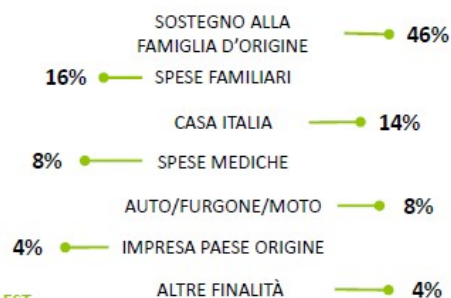 SOSTEGNO ALLA
FAMIGLIA D'ORIGINE 46%
16% SPESE FAMILIARI
CASA ITALIA 14%
8% SPESE MEDICHE
AUTO/FURGONE/MOTO 8%
4% IMPRESA PAESE ORIGINE
ALTRE FINALITÀ 4%